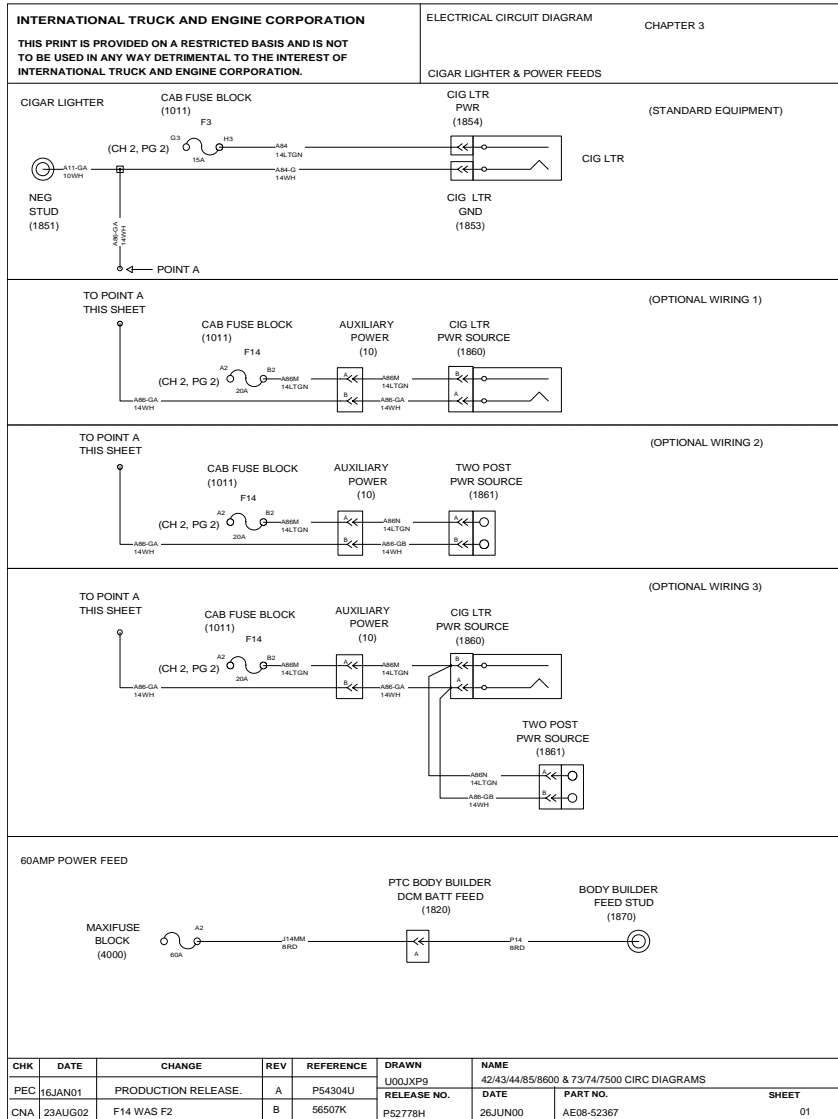 INTERNATIONAL TRUCK AND ENGINE CORPORATION
THIS PRINT IS PROVIDED ON A RESTRICTED BASIS AND IS NOT
TO BE USED IN ANY WAY DETRIMENTAL TO THE INTEREST OF
INTERNATIONAL TRUCK AND ENGINE CORPORATION.
ELECTRICAL CIRCUIT DIAGRAM
CHAPTER 3
CIGAR LIGHTER & POWER FEEDS
CIGAR LIGHTER
CAB FUSE BLOCK
(1011)
F3
CIG LTR
PWR
(1854)
(STANDARD EQUIPMENT)
(CH 2, PG 2)
G3
H3
15A
A84
14LTGN
CIG LTR
A11-GA
10WH
A84-G
14WH
NEG
STUD
(1851)
CIG LTR
GND
(1853)
A86-GA
14WH
POINT A
TO POINT A
THIS SHEET
(OPTIONAL WIRING 1)
CAB FUSE BLOCK
(1011)
F14
AUXILIARY
POWER
(10)
CIG LTR
PWR SOURCE
(1860)
(CH 2, PG 2)
A2
B2
20A
A86M
14LTGN
A
A86M
14LTGN
B
A86-GA
14WH
B
A86-GA
14WH
A
TO POINT A
THIS SHEET
(OPTIONAL WIRING 2)
CAB FUSE BLOCK
(1011)
F14
AUXILIARY
POWER
(10)
TWO POST
PWR SOURCE
(1861)
(CH 2, PG 2)
A2
B2
20A
A86M
14LTGN
A
A86N
14LTGN
A
A86-GA
14WH
B
A86-GB
14WH
B
TO POINT A
THIS SHEET
(OPTIONAL WIRING 3)
CAB FUSE BLOCK
(1011)
F14
AUXILIARY
POWER
(10)
CIG LTR
PWR SOURCE
(1860)
(CH 2, PG 2)
A2
B2
20A
A86M
14LTGN
A
A86M
14LTGN
B
A86-GA
14WH
B
A86-GA
14WH
A
TWO POST
PWR SOURCE
(1861)
A86N
14LTGN
A
A86-GB
14WH
B
60AMP POWER FEED
PTC BODY BUILDER
DCM BATT FEED
(1820)
BODY BUILDER
FEED STUD
(1870)
MAXIFUSE
BLOCK
(4000)
A2
60A
J14MM
8RD
A
P14
8RD
CHK DATE CHANGE REV REFERENCE DRAWN NAME
U00JXP9 42/43/44/85/8600 & 73/74/7500 CIRC DIAGRAMS
PEC 16JAN01 PRODUCTION RELEASE. A P54304U RELEASE NO. DATE PART NO. SHEET
CNA 23AUG02 F14 WAS F2 B 56507K P52778H 26JUN00 AE08-52367 01